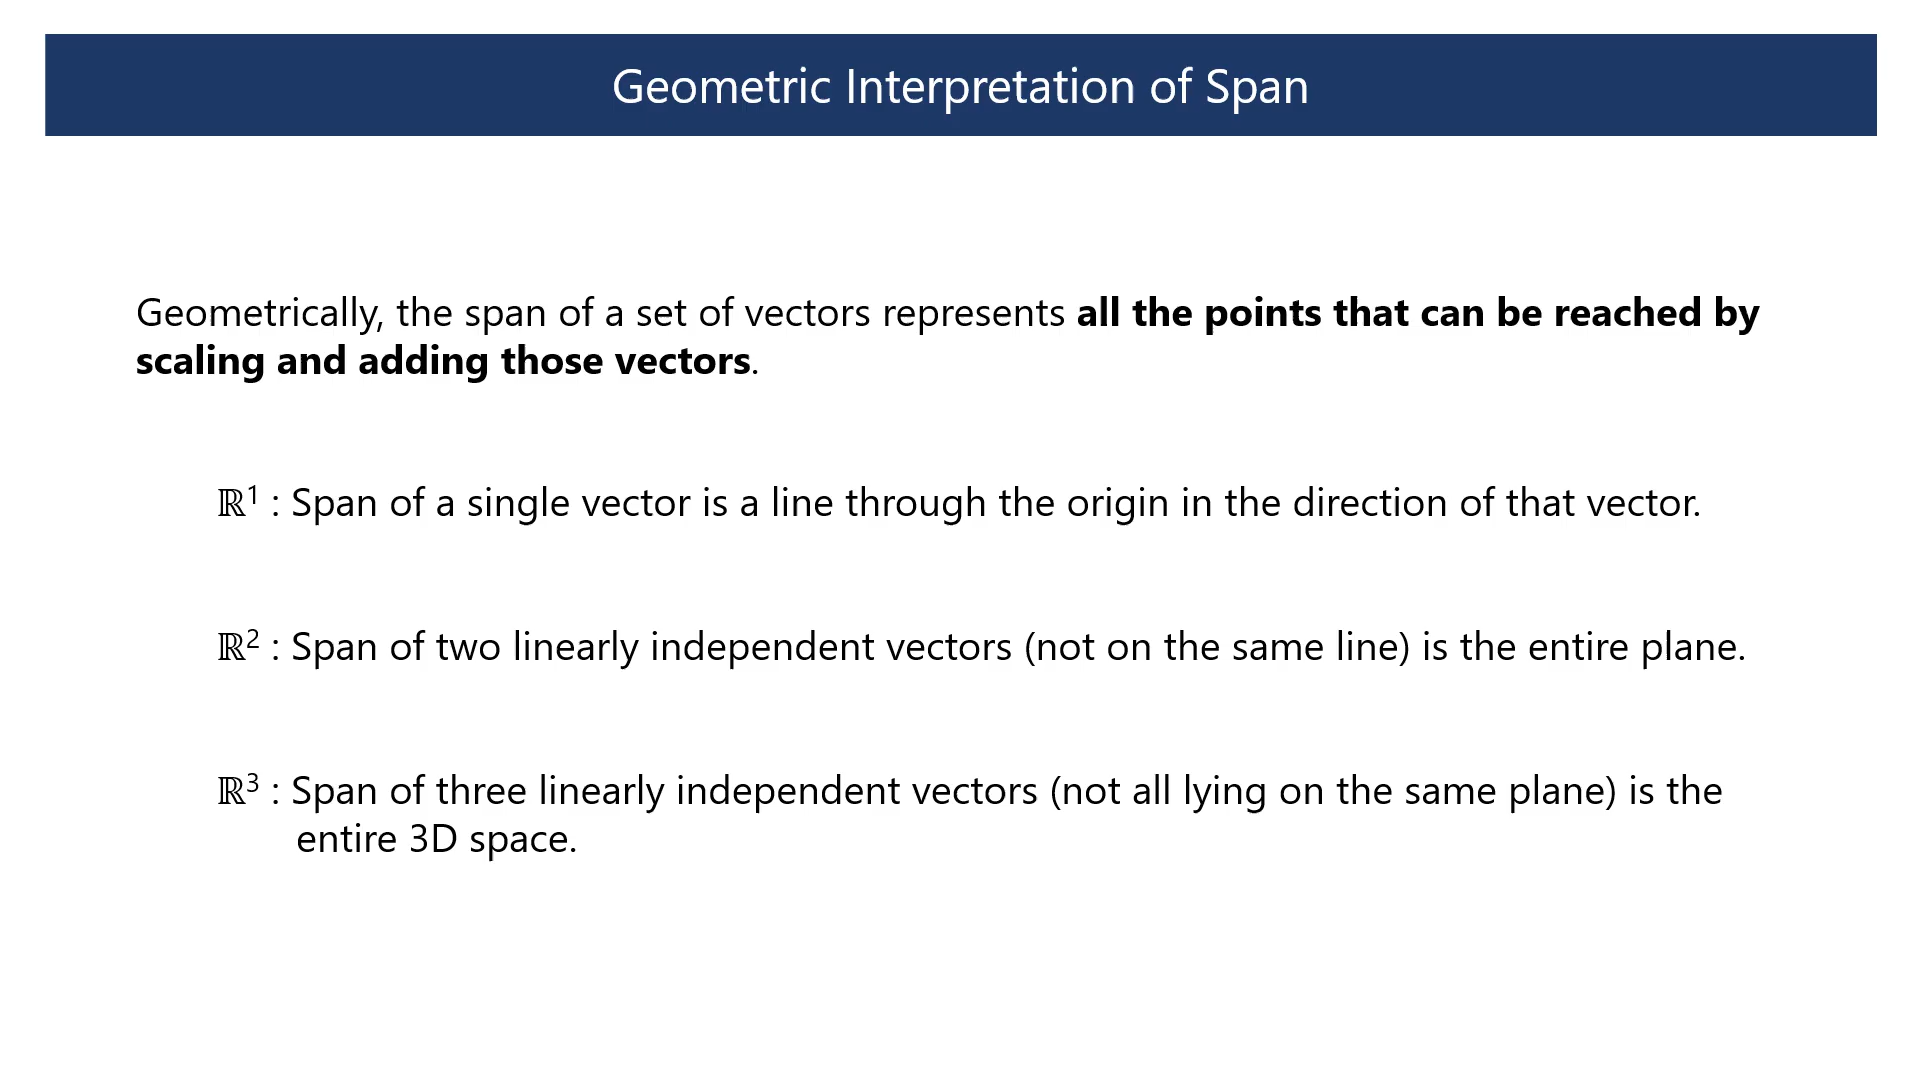 Geometric Interpretation of Span
Geometrically, the span of a set of vectors represents all the points that can be reached by
scaling and adding those vectors.
ℝ¹ : Span of a single vector is a line through the origin in the direction of that vector.
ℝ² : Span of two linearly independent vectors (not on the same line) is the entire plane.
ℝ³ : Span of three linearly independent vectors (not all lying on the same plane) is the
entire 3D space.